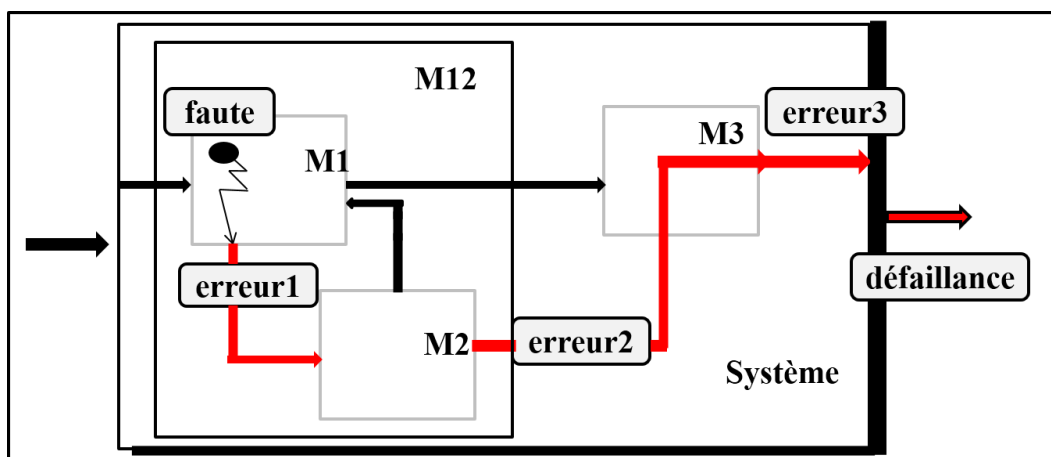 M12
faute
erreur3
M3
M1
défaillance
erreur1
M2
erreur2
Système